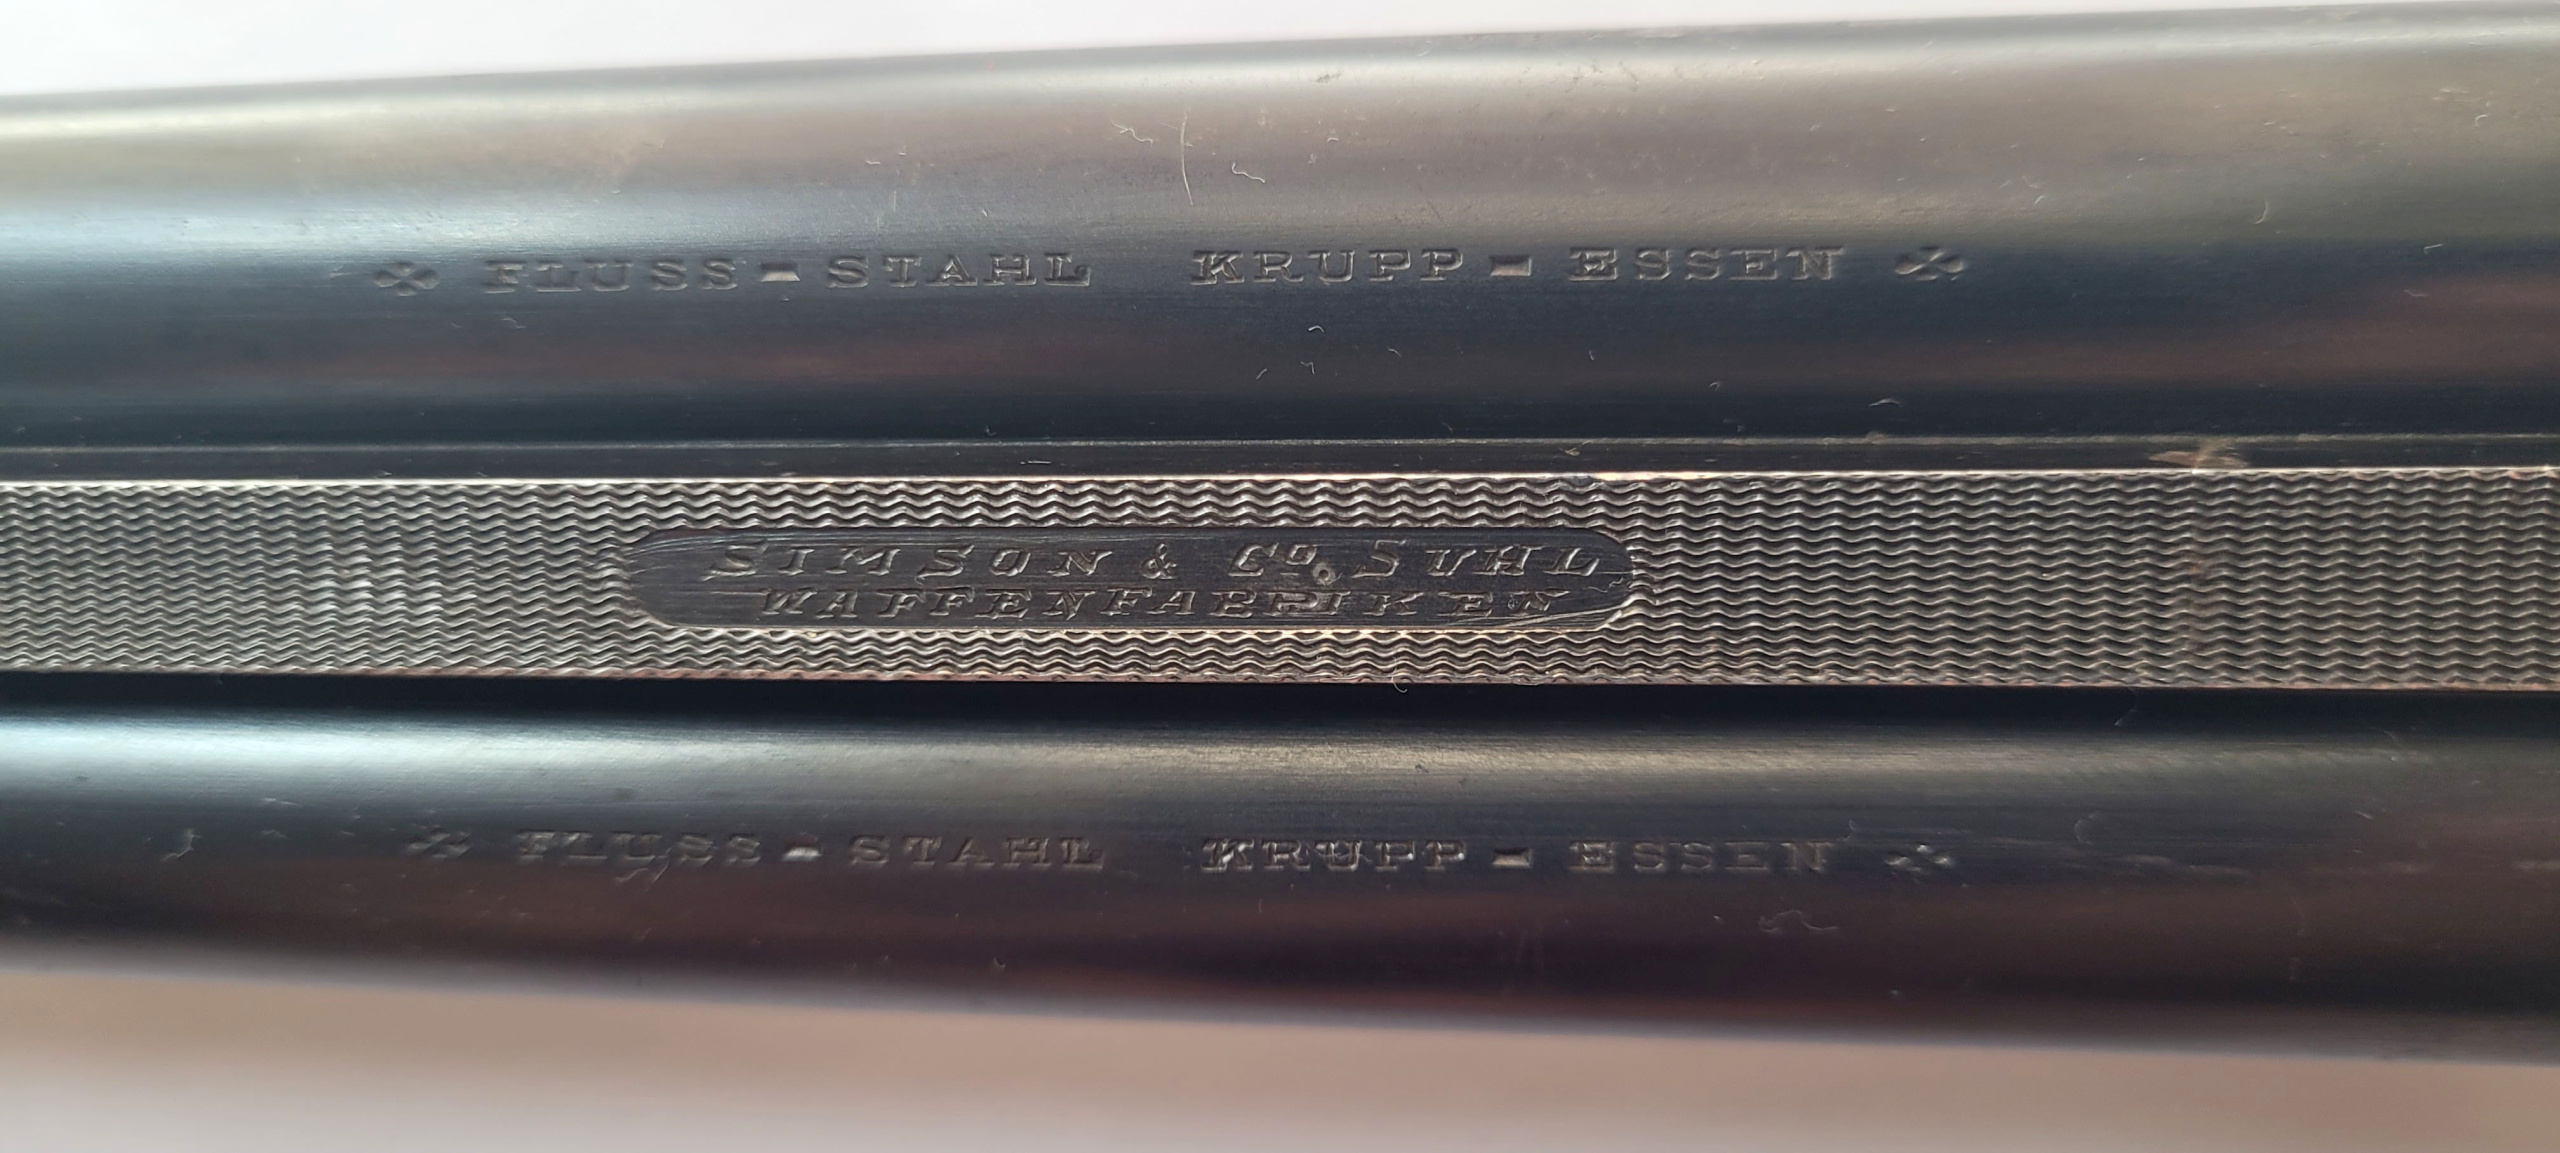 FLUSS-STAHL KRUPP-ESSEN
SIMSON & Co. SUHL
WAFFENFABRIKEN
FLUSS-STAHL KRUPP-ESSEN